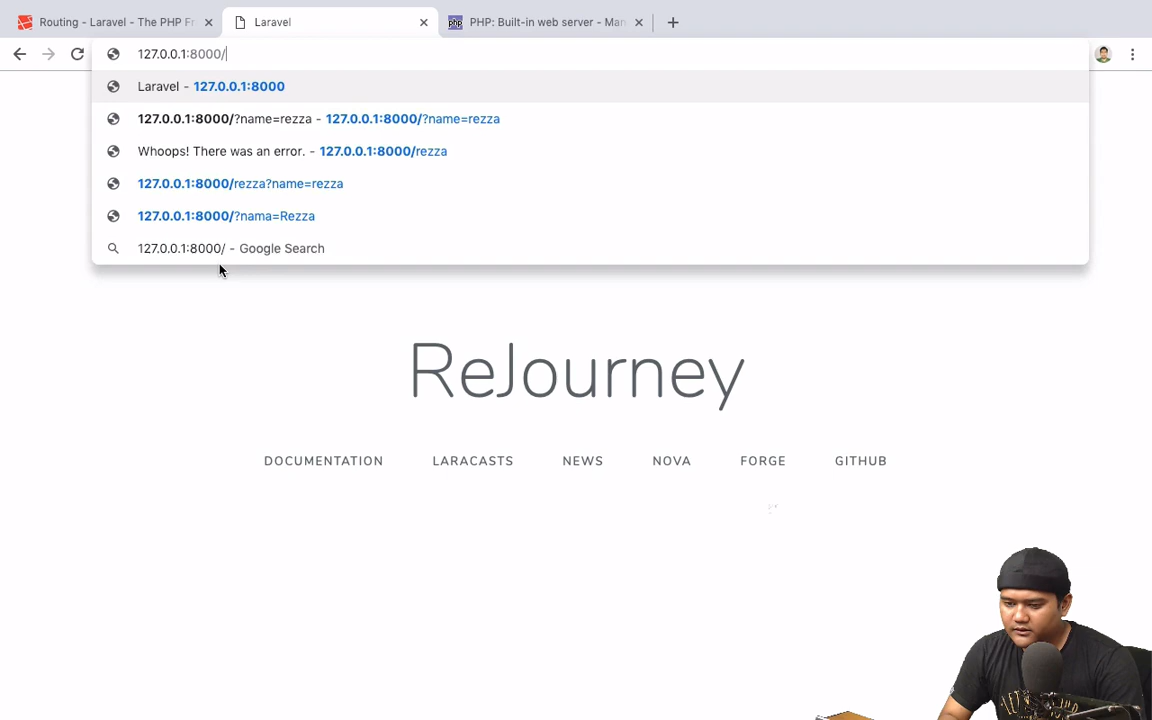 Routing - Laravel - The PHP Fr
Laravel
PHP: Built-in web server - Man
127.0.0.1:8000/
Laravel - 127.0.0.1:8000
127.0.0.1:8000/?name=rezza - 127.0.0.1:8000/?name=rezza
Whoops! There was an error. - 127.0.0.1:8000/rezza
127.0.0.1:8000/rezza?name=rezza
127.0.0.1:8000/?nama=Rezza
127.0.0.1:8000/ - Google Search
ReJourney
DOCUMENTATION LARACASTS NEWS NOVA FORGE GITHUB